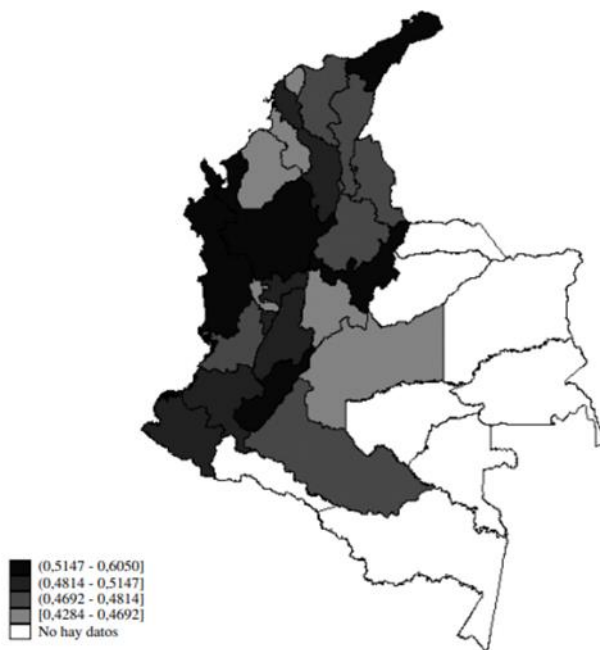 (0,5147 - 0,6050]
(0,4814 - 0,5147]
(0,4692 - 0,4814]
[0,4284 - 0,4692]
No hay datos